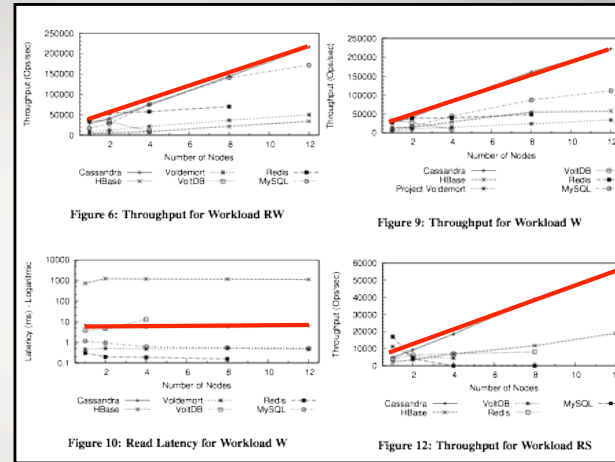 250000
200000
150000
100000
50000
0
Throughput (Ops/sec)
2 4 6 8 10 12
Number of Nodes
Cassandra Voldemort Redis
HBase VoltDB MySQL
Figure 6: Throughput for Workload RW
250000
200000
150000
100000
50000
0
Throughput (Ops/sec)
2 4 6 8 10 12
Number of Nodes
Cassandra VoltDB
HBase Redis
Project Voldemort MySQL
Figure 9: Throughput for Workload W
10000
1000
100
10
1
0.1
Latency (ms) - Logaritmic
2 4 6 8 10 12
Number of Nodes
Cassandra Voldemort Redis
HBase VoltDB MySQL
Figure 10: Read Latency for Workload W
60000
50000
40000
30000
20000
10000
0
Throughput (Ops/sec)
2 4 6 8 10 12
Number of Nodes
Cassandra VoltDB MySQL
HBase Redis
Figure 12: Throughput for Workload RS